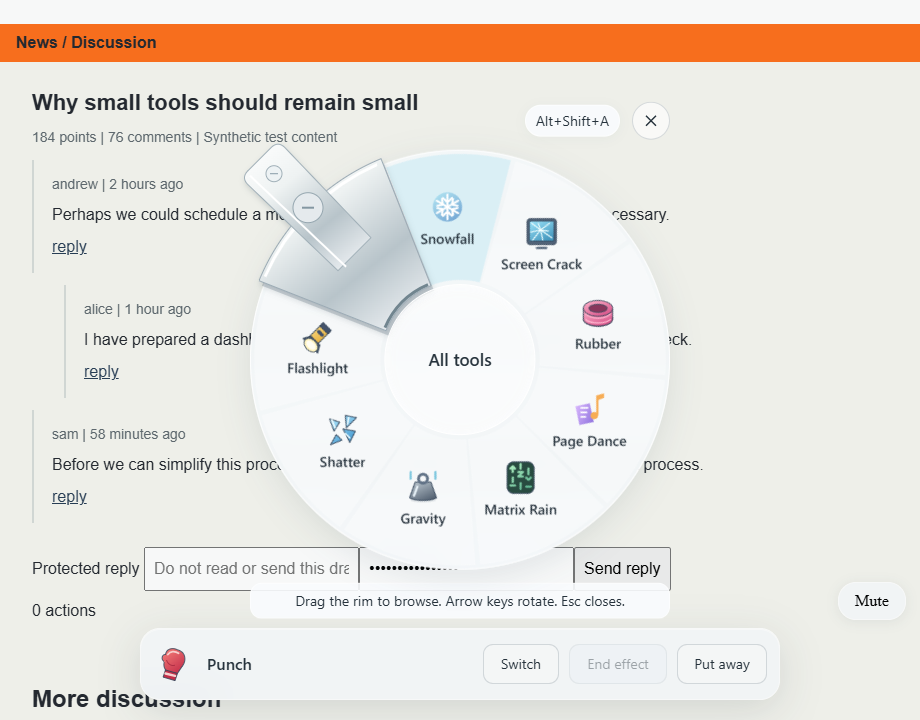 News / Discussion
Why small tools should remain small
Alt+Shift+A
184 points | 76 comments | Synthetic test content
andrew | 2 hours ago
Perhaps we could schedule a
reply
Snowfall
Screen Crack
alice | 1 hour ago
I have prepared a
reply
Rubber
Flashlight
All tools
sam | 58 minutes ago
Before we can simplify this process.
reply
Page Dance
Shatter
Matrix Rain
Gravity
Protected reply Do not read or send this Send reply
Drag the rim to browse. Arrow keys rotate. Esc closes.
0 actions
Mute
Punch
Switch
End effect
Put away
More discussion